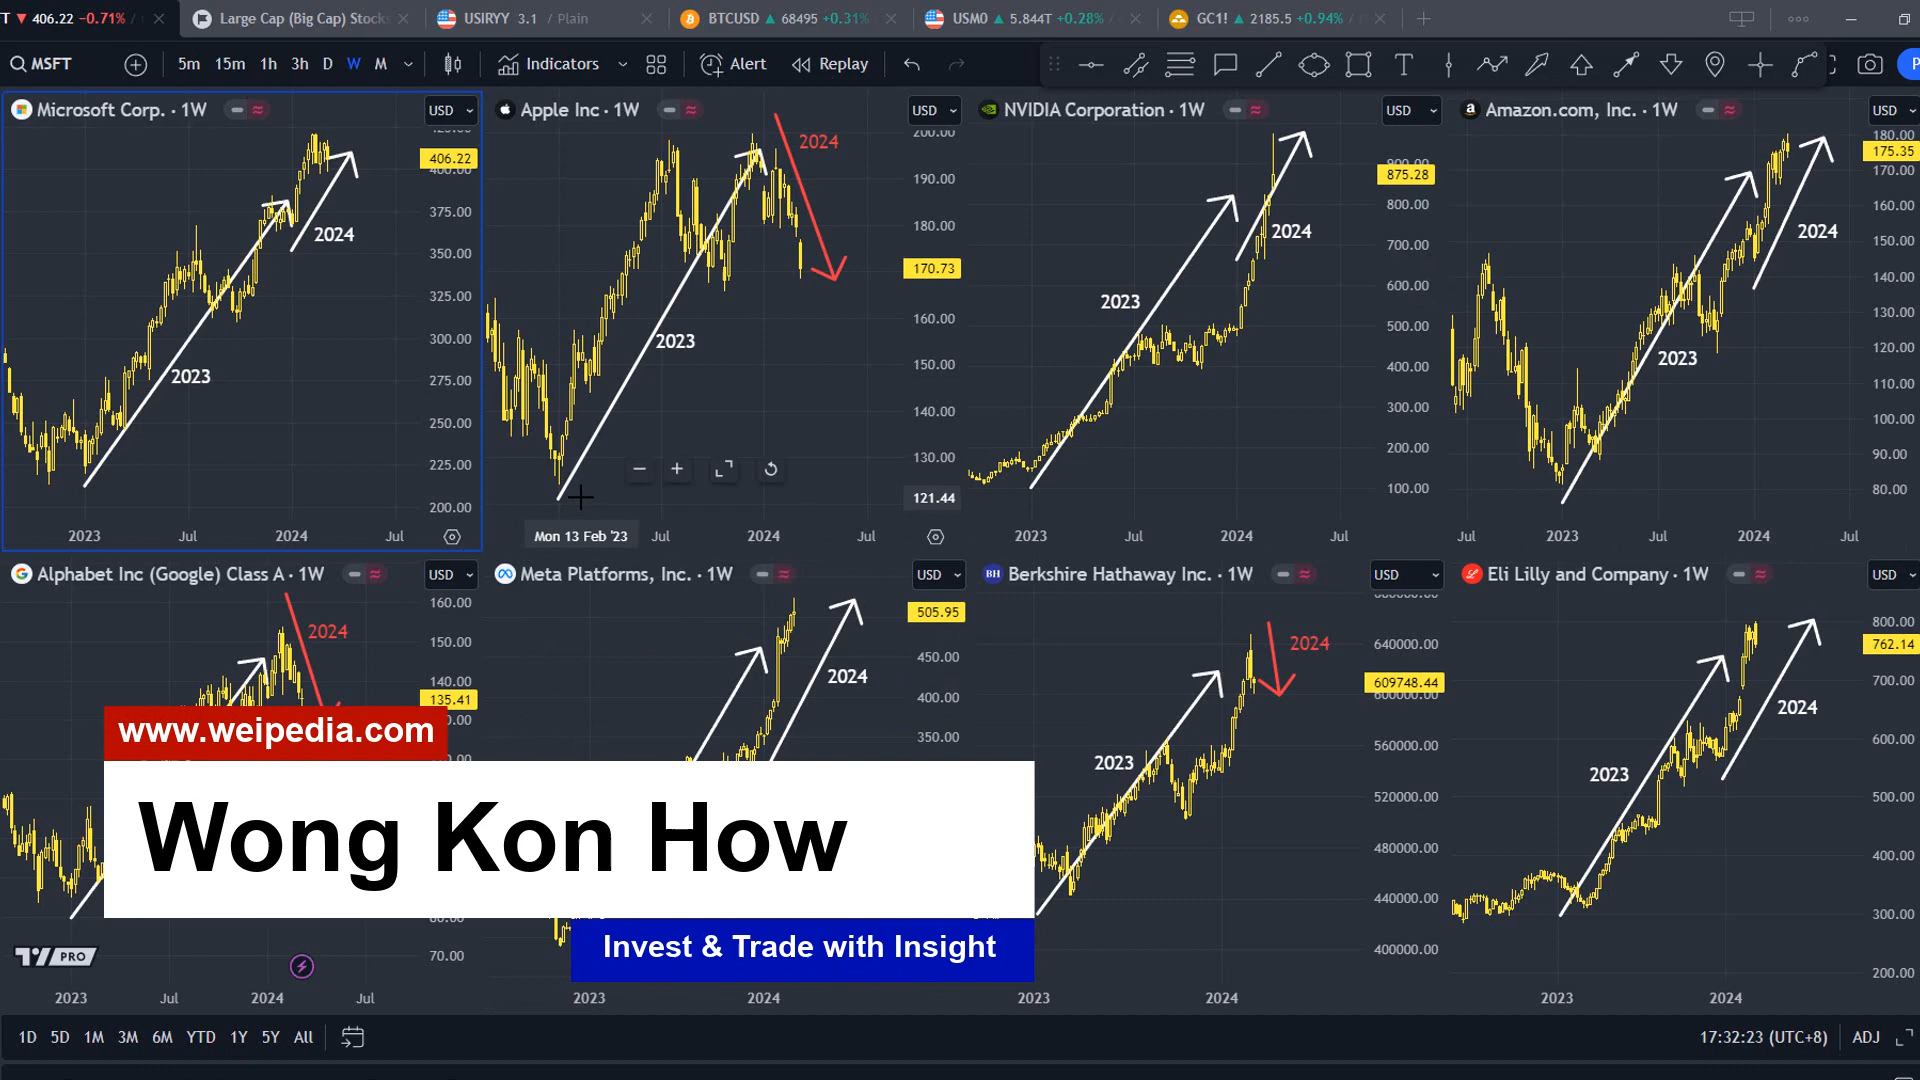 T ▼ 406.22 −0.71% /
Large Cap (Big Cap) Stocks
USIRYY 3.1 / Plain
BTCUSD ▲ 68495 +0.31%
USM0 ▲ 5.844T +0.28% /
GC1! ▲ 2185.5 +0.94% /
MSFT
5m 15m 1h 3h D W M
Indicators
Alert
Replay
Microsoft Corp. · 1W
USD
406.22
400.00
375.00
350.00
325.00
300.00
275.00
250.00
225.00
200.00
2023
2024
2023 Jul 2024 Jul
Apple Inc · 1W
USD
200.00
190.00
180.00
170.73
160.00
150.00
140.00
130.00
121.44
2023
2024
Mon 13 Feb '23 Jul 2024 Jul
NVIDIA Corporation · 1W
USD
900.00
875.28
800.00
700.00
600.00
500.00
400.00
300.00
200.00
100.00
2023
2024
2023 Jul 2024 Jul
Amazon.com, Inc. · 1W
USD
180.00
175.35
170.00
160.00
150.00
140.00
130.00
120.00
110.00
100.00
90.00
80.00
2023
2024
Jul 2023 Jul 2024 Jul
Alphabet Inc (Google) Class A · 1W
USD
160.00
150.00
140.00
135.41
70.00
2024
2023 Jul 2024 Jul
Meta Platforms, Inc. · 1W
USD
505.95
450.00
400.00
350.00
2024
2023 2024
BH
Berkshire Hathaway Inc. · 1W
USD
640000.00
609748.44
600000.00
560000.00
520000.00
480000.00
440000.00
400000.00
2023
2024
2023 2024
Eli Lilly and Company · 1W
USD
800.00
762.14
700.00
600.00
500.00
400.00
300.00
200.00
2023
2024
2023 2024
www.weipedia.com
Wong Kon How
Invest & Trade with Insight
PRO
1D 5D 1M 3M 6M YTD 1Y 5Y All
17:32:23 (UTC+8) ADJ